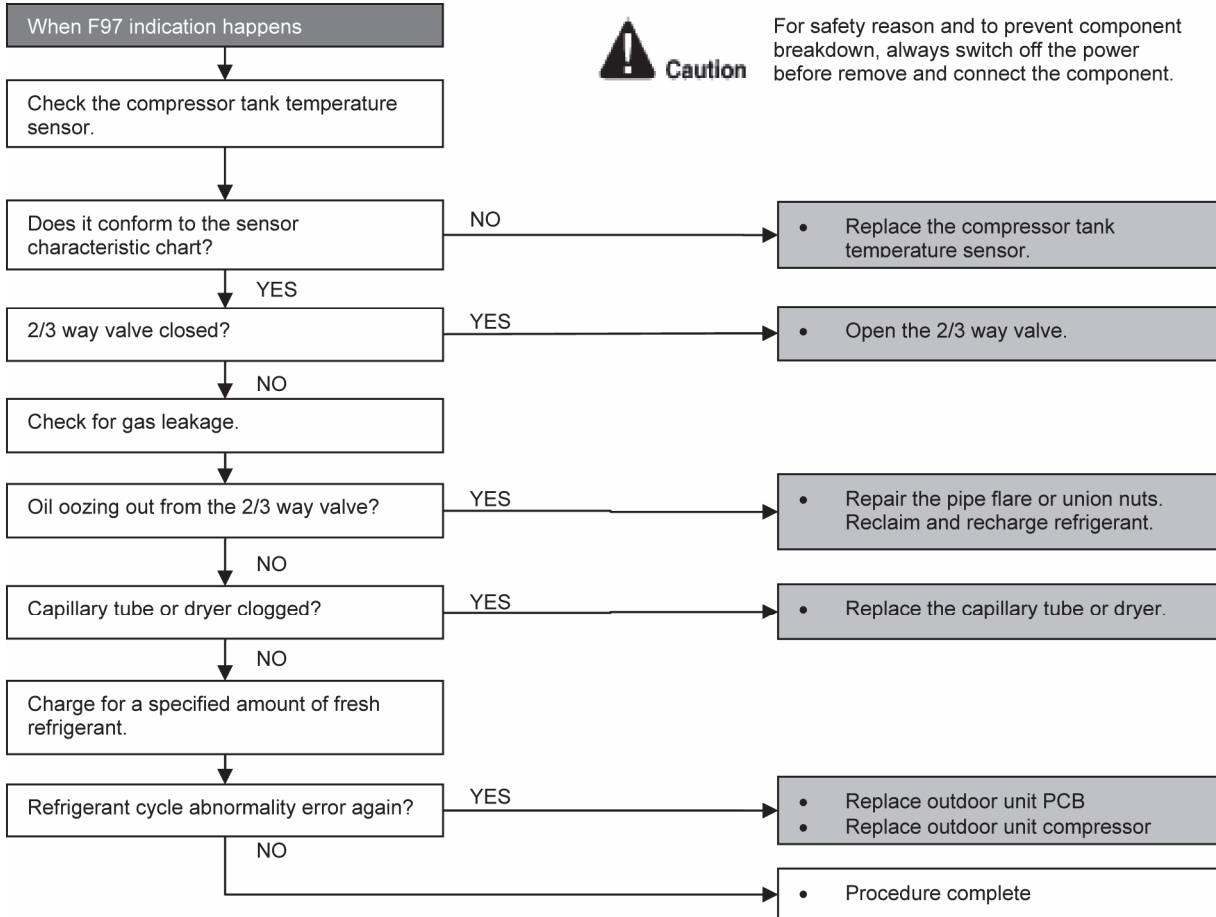 When F97 indication happens
Caution
For safety reason and to prevent component
breakdown, always switch off the power
before remove and connect the component.
Check the compressor tank temperature
sensor.
Does it conform to the sensor
characteristic chart?
NO
• Replace the compressor tank
temperature sensor.
YES
2/3 way valve closed?
YES
• Open the 2/3 way valve.
NO
Check for gas leakage.
Oil oozing out from the 2/3 way valve?
YES
• Repair the pipe flare or union nuts.
Reclaim and recharge refrigerant.
NO
Capillary tube or dryer clogged?
YES
• Replace the capillary tube or dryer.
NO
Charge for a specified amount of fresh
refrigerant.
Refrigerant cycle abnormality error again?
YES
• Replace outdoor unit PCB
• Replace outdoor unit compressor
NO
• Procedure complete